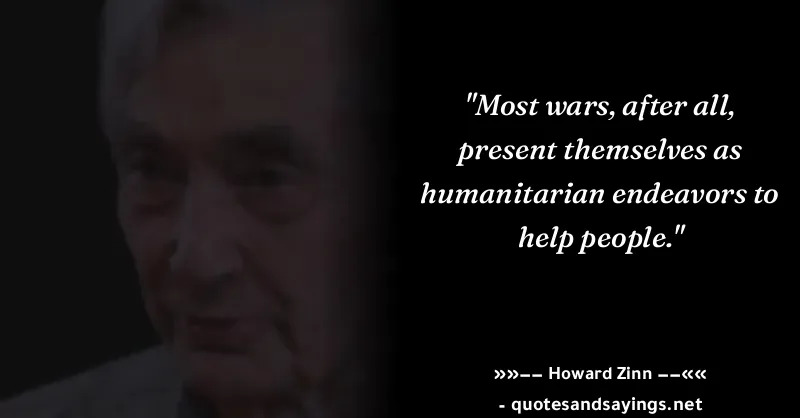 "Most wars, after all,
present themselves as
humanitarian endeavors to
help people."
»»−− Howard Zinn −−««
- quotesandsayings.net